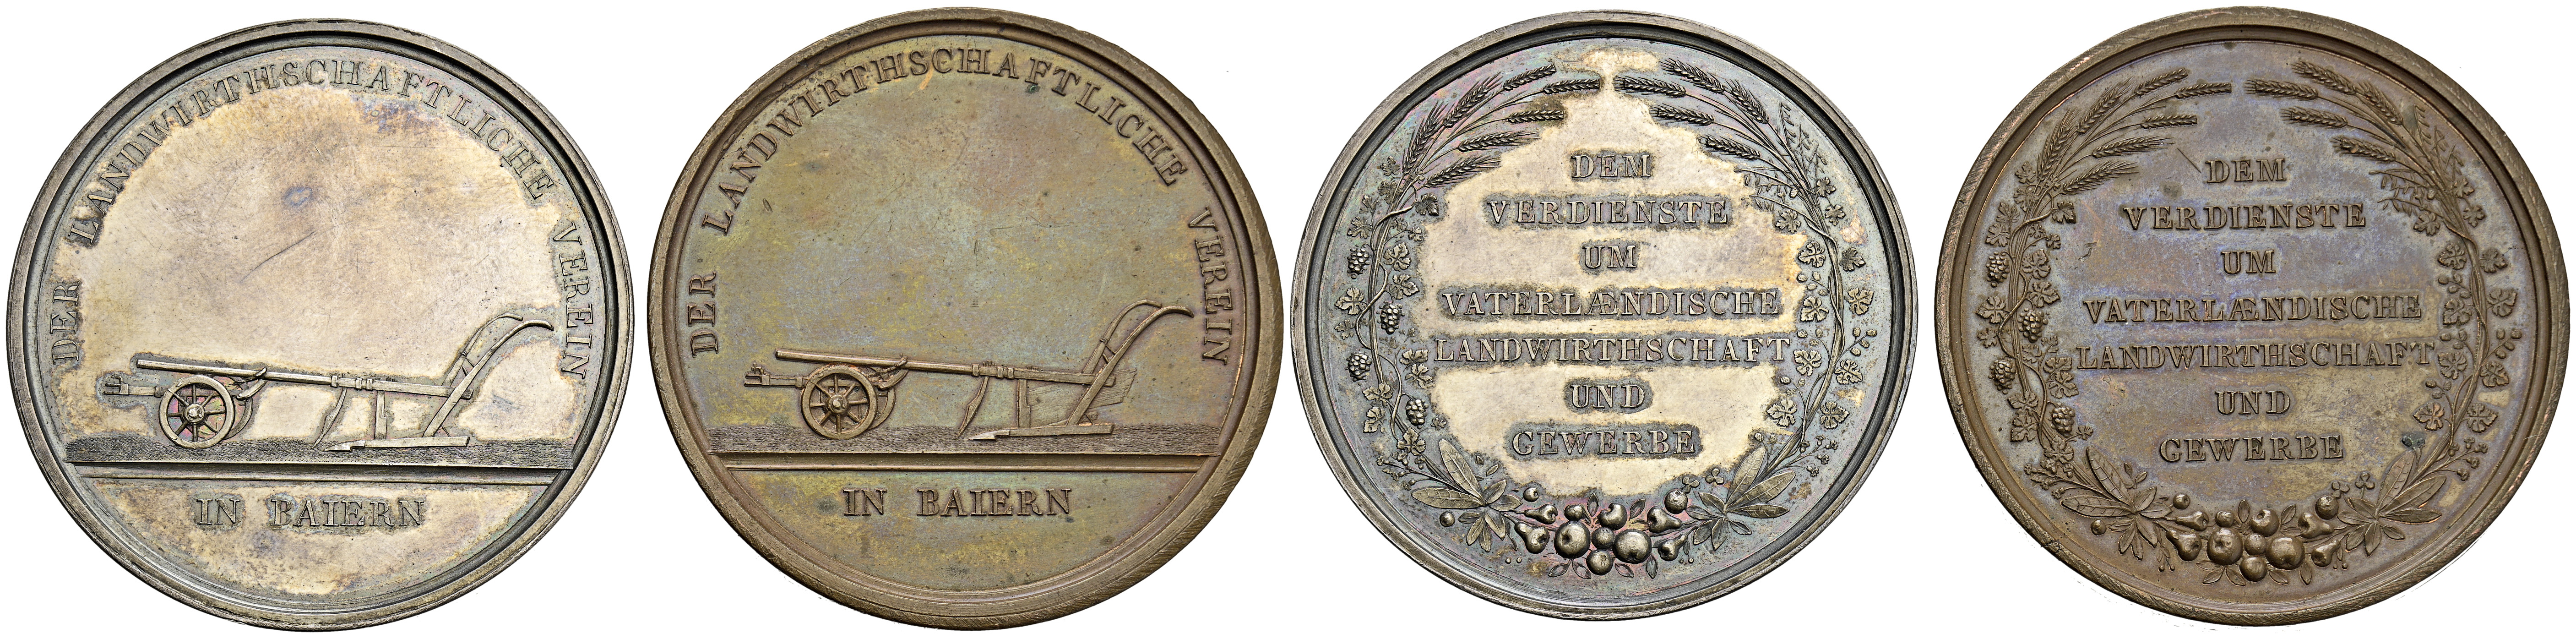 DER LANDWIRTHSCHAFTLICHE VEREIN
IN BAIERN
DER LANDWIRTHSCHAFTLICHE VEREIN
IN BAIERN
DEM
VERDIENSTE
UM
VATERLÆNDISCHE
LANDWIRTHSCHAFT
UND
GEWERBE
DEM
VERDIENSTE
UM
VATERLÆNDISCHE
LANDWIRTHSCHAFT
UND
GEWERBE